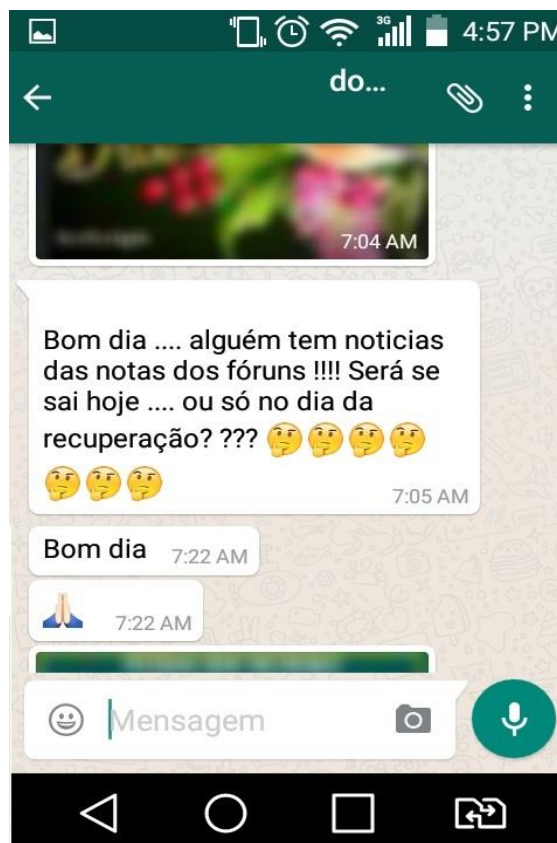 3G 4:57 PM
do...
7:04 AM
Bom dia .... alguém tem noticias
das notas dos fóruns !!!! Será se
sai hoje .... ou só no dia da
recuperação? ??? 🤔🤔🤔🤔
🤔🤔🤔
7:05 AM
Bom dia 7:22 AM
🙏🏻 7:22 AM
Mensagem